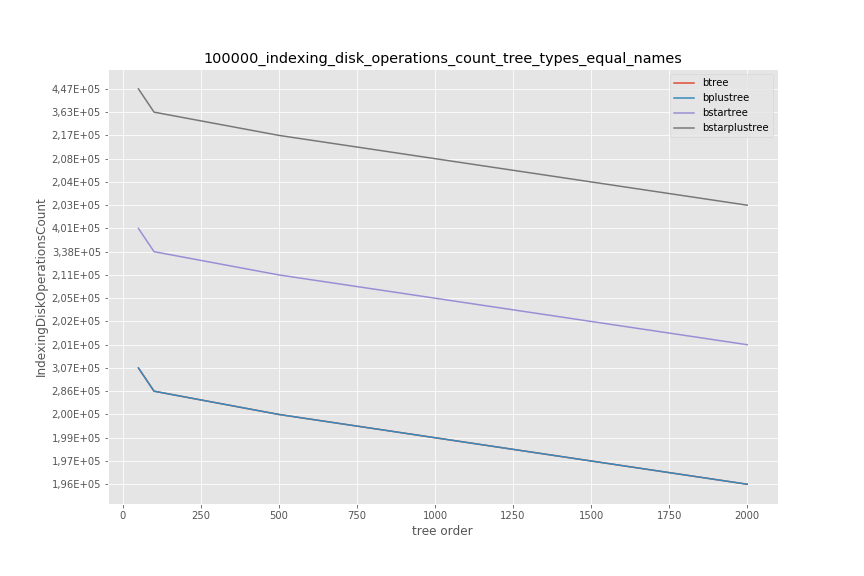 100000_indexing_disk_operations_count_tree_types_equal_names
btree
bplustree
bstartree
bstarplustree
IndexingDiskOperationsCount
4,47E+05
3,63E+05
2,17E+05
2,08E+05
2,04E+05
2,03E+05
4,01E+05
3,38E+05
2,11E+05
2,05E+05
2,02E+05
2,01E+05
3,07E+05
2,86E+05
2,00E+05
1,99E+05
1,97E+05
1,96E+05
0 250 500 750 1000 1250 1500 1750 2000
tree order